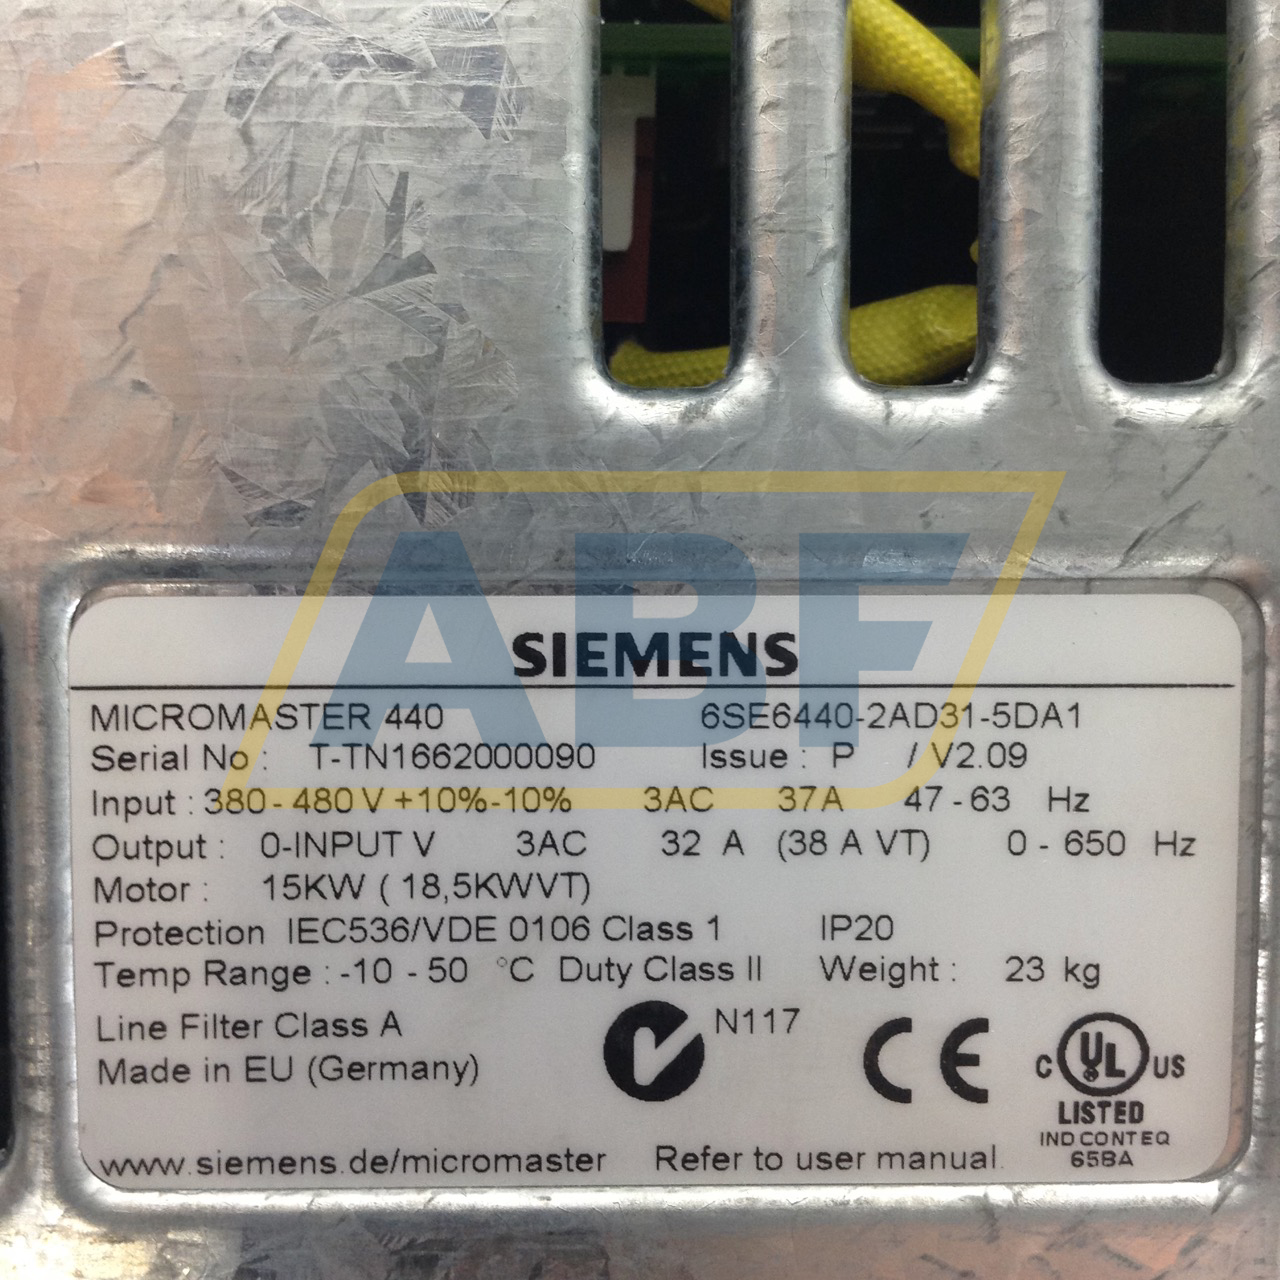 ABF
SIEMENS
MICROMASTER 440 6SE6440-2AD31-5DA1
Serial No : T-TN1662000090 Issue : P / V2.09
Input : 380 - 480 V +10%-10% 3AC 37A 47 - 63 Hz
Output : 0-INPUT V 3AC 32 A (38 A VT) 0 - 650 Hz
Motor : 15KW ( 18,5KWVT)
Protection IEC536/VDE 0106 Class 1 IP20
Temp Range : -10 - 50 °C Duty Class II Weight : 23 kg
Line Filter Class A N117
Made in EU (Germany) CE C UL US
LISTED
IND CONT EQ
65BA
www.siemens.de/micromaster Refer to user manual.